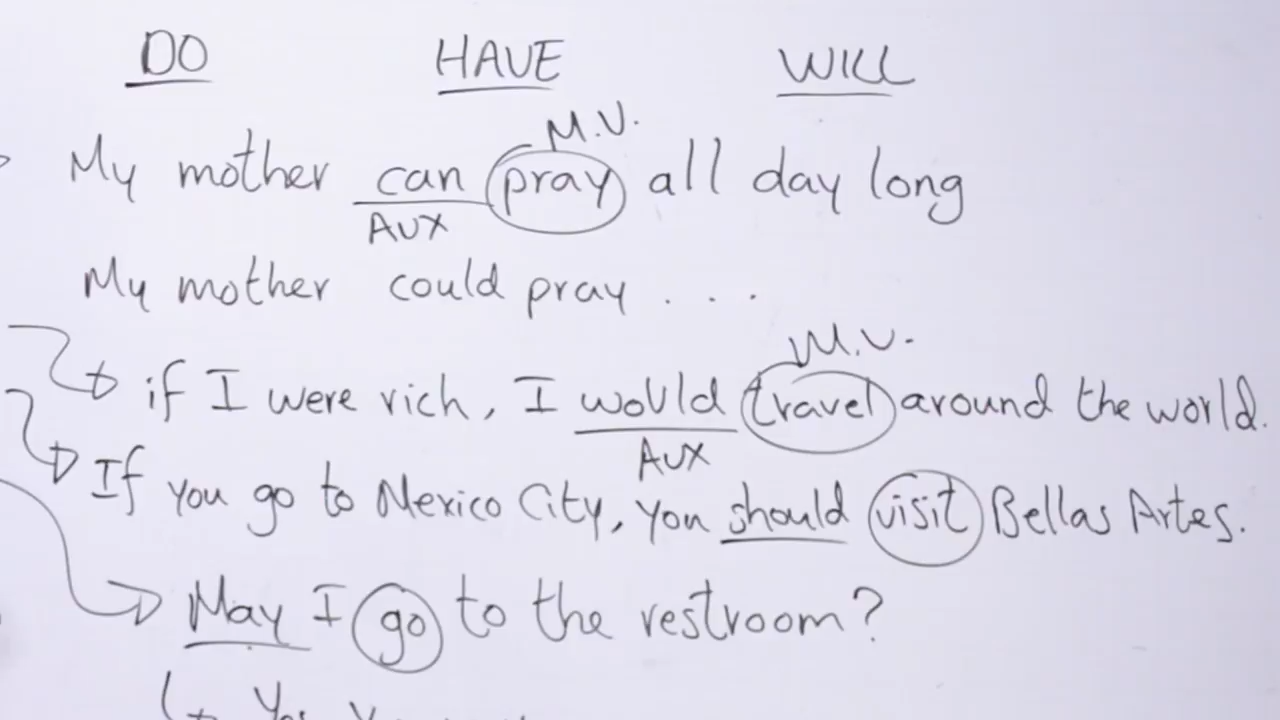 DO HAVE WILL
M.V.
My mother can pray all day long
AUX
My mother could pray . . .
M.V.
if I were rich, I would travel around the world.
AUX
If you go to Mexico City, you should visit Bellas Artes.
May I go to the restroom?